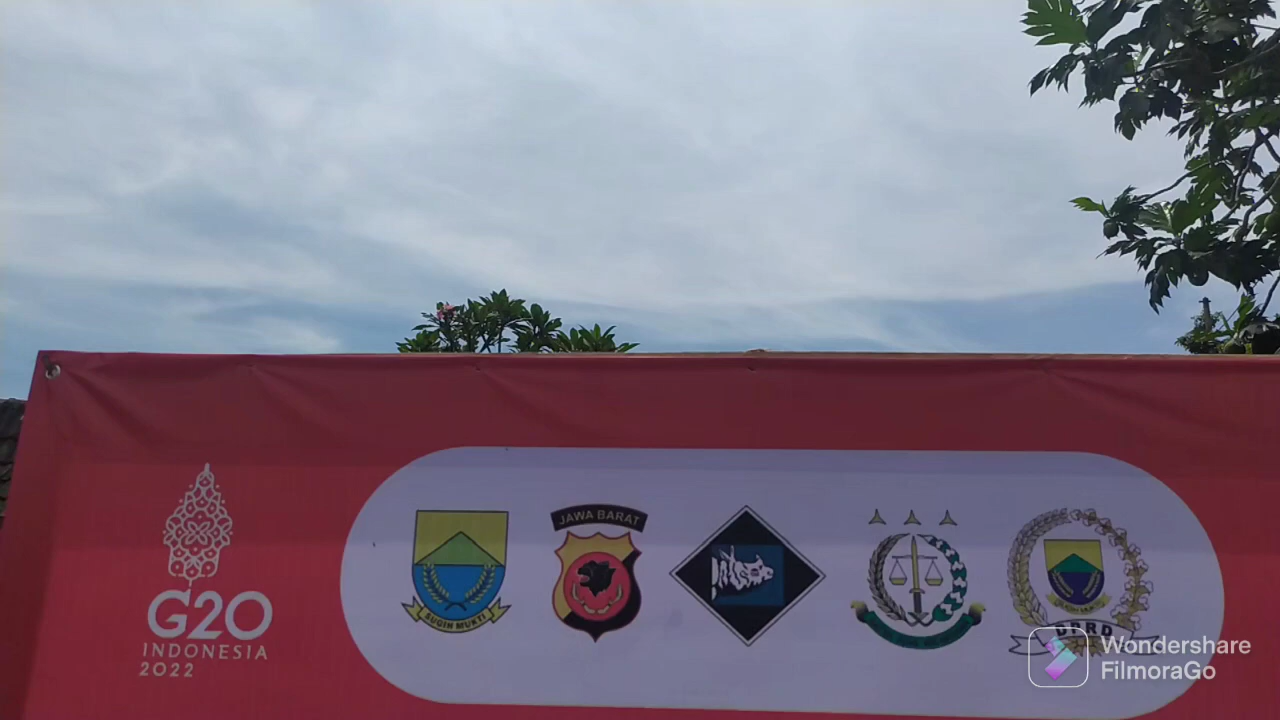 G20
INDONESIA
2022
SUGIH MUKTI
JAWA BARAT
DPRD
Wondershare
FilmoraGo